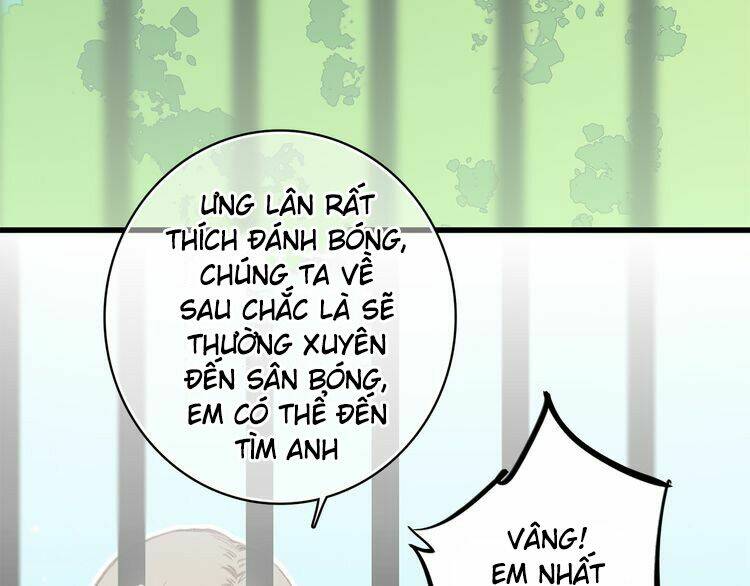 ƯNG LÂN RẤT
THÍCH ĐÁNH BÓNG,
CHÚNG TA VỀ
SAU CHẮC LÀ SẼ
THƯỜNG XUYÊN
ĐẾN SÂN BÓNG,
EM CÓ THỂ ĐẾN
TÌM ANH
VÂNG!
EM NHẤT